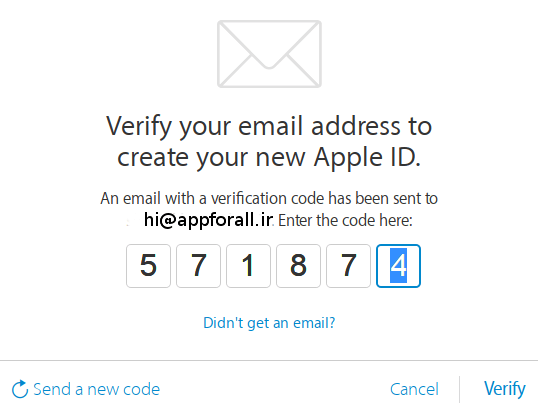 Verify your email address to
create your new Apple ID.
An email with a verification code has been sent to
hi@appforall.ir. Enter the code here:
5 7 1 8 7 4
Didn't get an email?
Send a new code Cancel Verify